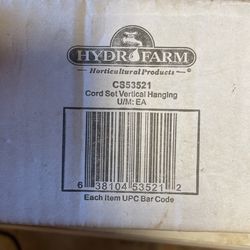 HYDROFARM
Horticultural Products
CS53521
Cord Set Vertical Hanging
U/M: EA
6 38104 53521 2
Each Item UPC Bar Code